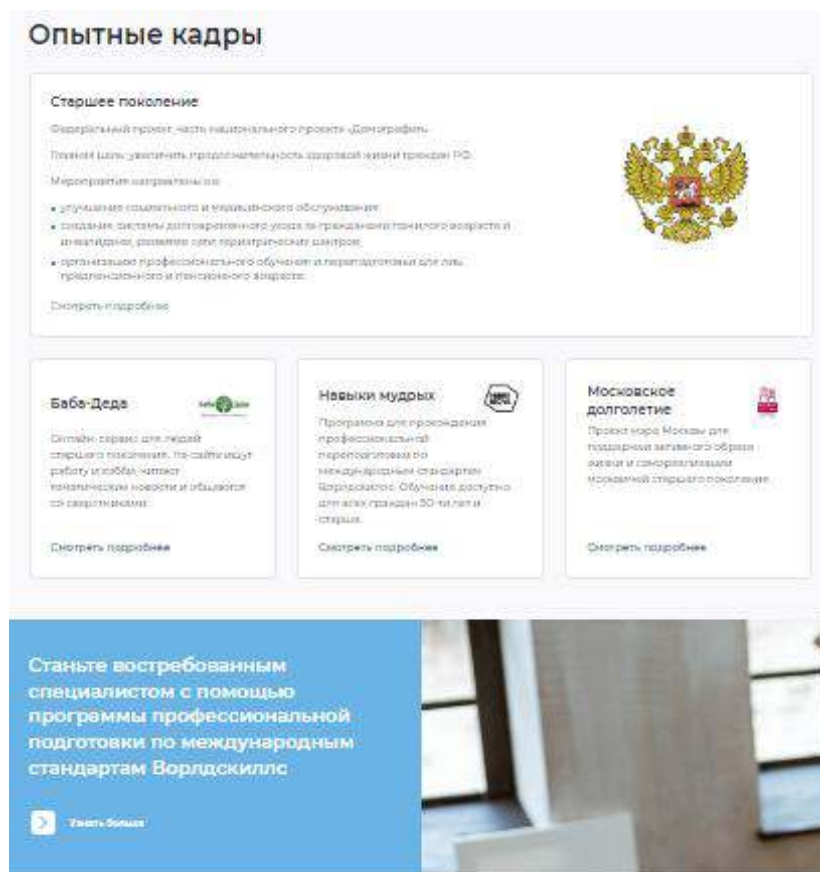 Опытные кадры
Старшее поколение
Федеральный проект, часть национального проекта «Демография».
Главная цель: увеличить продолжительность здоровой жизни граждан РФ.
Мероприятия направлены на:
улучшение социального и медицинского обслуживания;
создание системы долговременного ухода за гражданами пожилого возраста и
инвалидами, развитие сети гериатрических центров;
организацию профессионального обучения и переподготовки для лиц
предпенсионного и пенсионного возраста.
Смотреть подробнее
Баба-Деда
Онлайн-сервис для людей
старшего поколения. На сайте ищут
работу и хобби, читают
тематические новости и общаются
со сверстниками.
Смотреть подробнее
Навыки мудрых
Программа для прохождения
профессиональной
переподготовки по
международным стандартам
Ворлдскиллс. Обучение доступно
для всех граждан 50-ти лет и
старше.
Смотреть подробнее
Московское
долголетие
Проект мэра Москвы для
поддержки активного образа
жизни и самореализации
москвичей старшего поколения.
Смотреть подробнее
Станьте востребованным
специалистом с помощью
программы профессиональной
подготовки по международным
стандартам Ворлдскиллс
Узнать больше